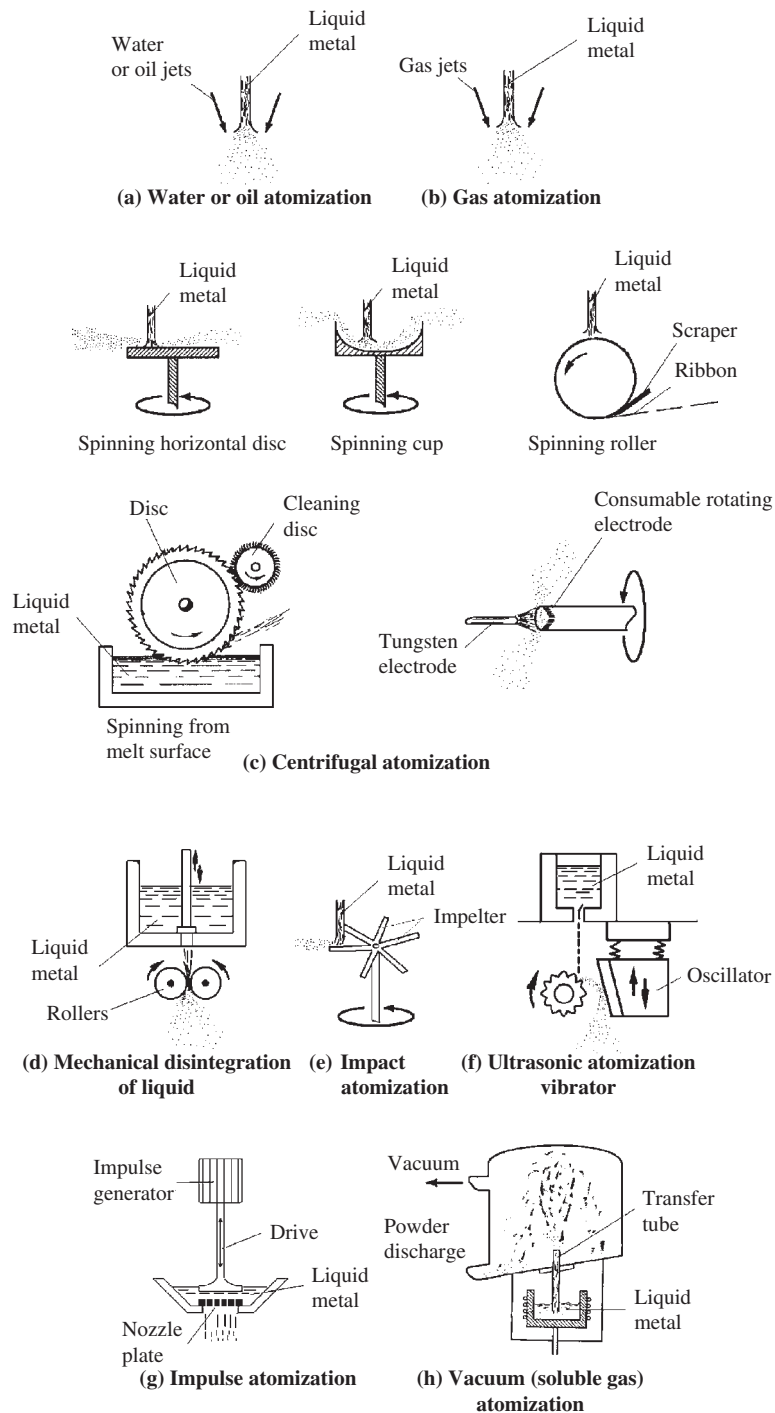 Water
or oil jets
Liquid
metal
(a) Water or oil atomization
Gas jets
Liquid
metal
(b) Gas atomization
Liquid
metal
Spinning horizontal disc
Liquid
metal
Spinning cup
Liquid
metal
Scraper
Ribbon
Spinning roller
Disc
Cleaning
disc
Liquid
metal
Spinning from
melt surface
Consumable rotating
electrode
Tungsten
electrode
(c) Centrifugal atomization
Liquid
metal
Rollers
(d) Mechanical disintegration
of liquid
Liquid
metal
Impelter
(e) Impact
atomization
Liquid
metal
Oscillator
(f) Ultrasonic atomization
vibrator
Impulse
generator
Drive
Liquid
metal
Nozzle
plate
(g) Impulse atomization
Vacuum
Powder
discharge
Transfer
tube
Liquid
metal
(h) Vacuum (soluble gas)
atomization